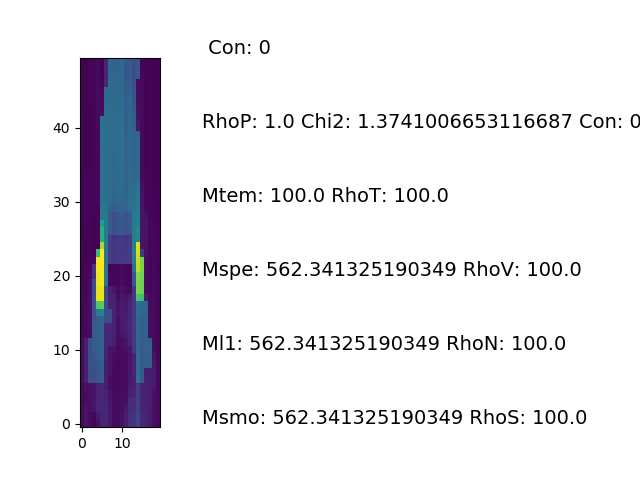 Con: 0
RhoP: 1.0 Chi2: 1.3741006653116687 Con: 0
Mtem: 100.0 RhoT: 100.0
Mspe: 562.341325190349 RhoV: 100.0
Ml1: 562.341325190349 RhoN: 100.0
Msmo: 562.341325190349 RhoS: 100.0
40
30
20
10
0
0 10